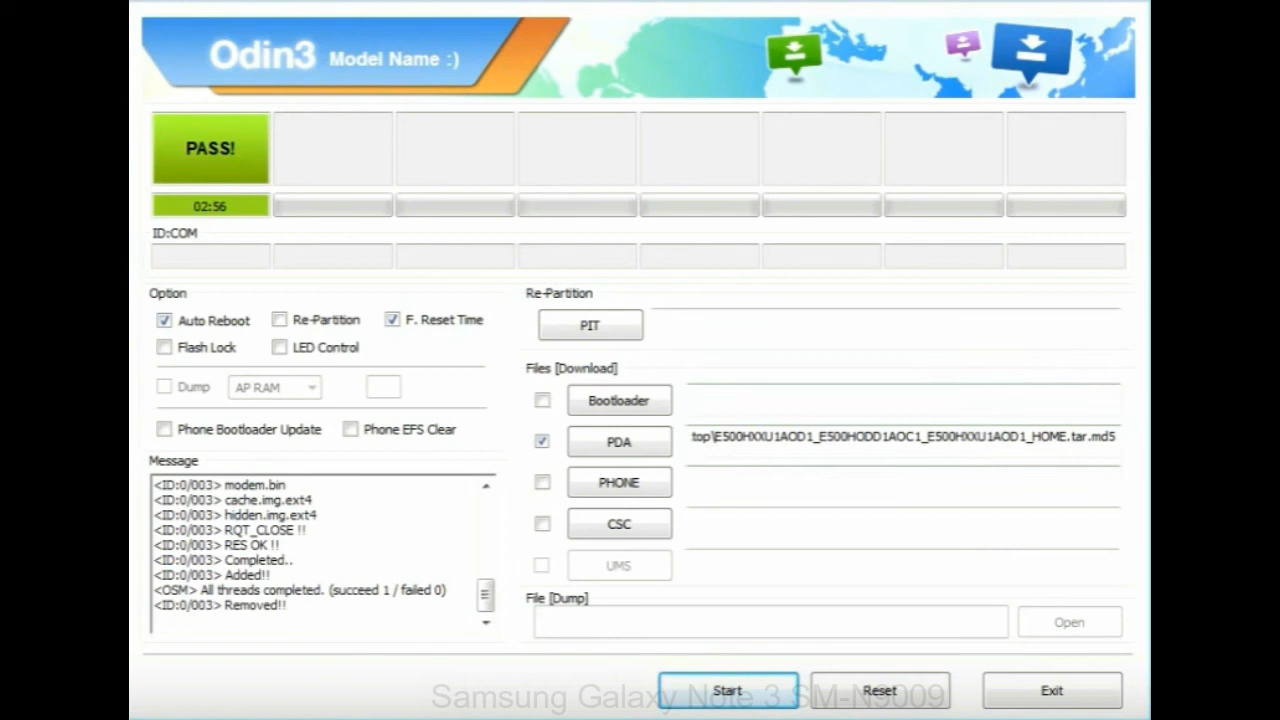 Odin3 Model Name :)
PASS!
02:56
ID:COM
Option
Auto Reboot Re-Partition F. Reset Time
Flash Lock LED Control
Dump AP RAM
Phone Bootloader Update Phone EFS Clear
Message
<ID:0/003> modem.bin
<ID:0/003> cache.img.ext4
<ID:0/003> hidden.img.ext4
<ID:0/003> RQT_CLOSE !!
<ID:0/003> RES OK !!
<ID:0/003> Completed..
<ID:0/003> Added!!
<OSM> All threads completed. (succeed 1 / failed 0)
<ID:0/003> Removed!!
Re-Partition
PIT
Files [Download]
Bootloader
PDA top\E500HXXU1AOD1_E500HODD1AOC1_E500HXXU1AOD1_HOME.tar.md5
PHONE
CSC
UMS
File [Dump]
Open
Start Reset Exit
Samsung Galaxy Note 3 SM-N9009